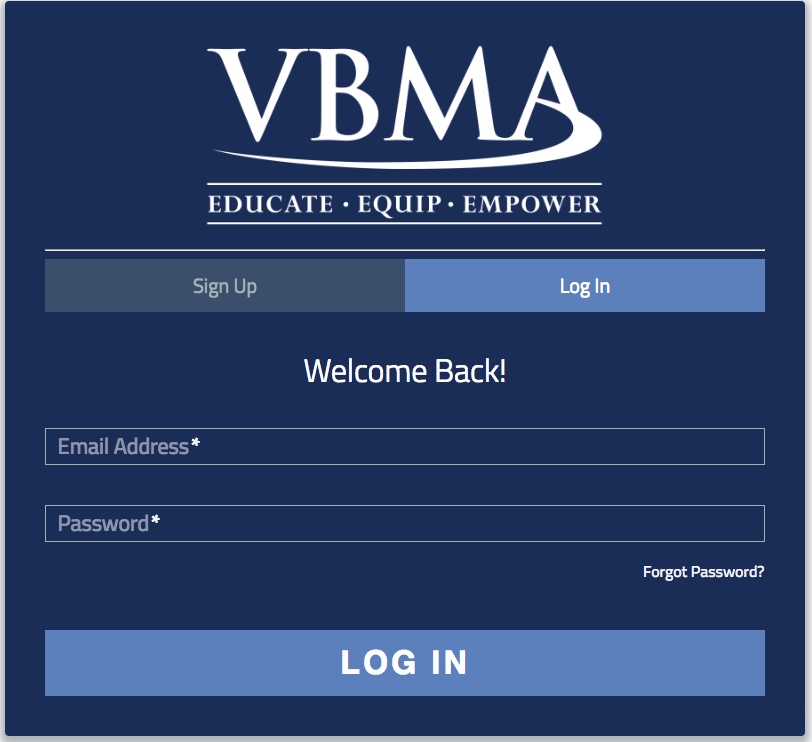 VBMA
EDUCATE · EQUIP · EMPOWER
Sign Up Log In
Welcome Back!
Email Address*
Password*
Forgot Password?
LOG IN